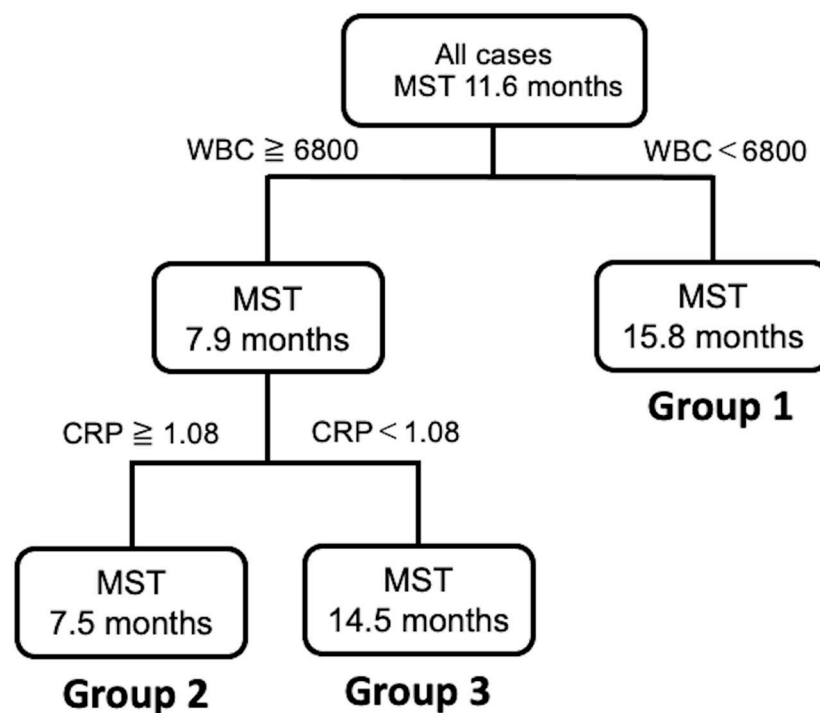 All cases
MST 11.6 months
WBC ≧ 6800
WBC＜6800
MST
7.9 months
MST
15.8 months
Group 1
CRP ≧ 1.08
CRP＜1.08
MST
7.5 months
MST
14.5 months
Group 2
Group 3